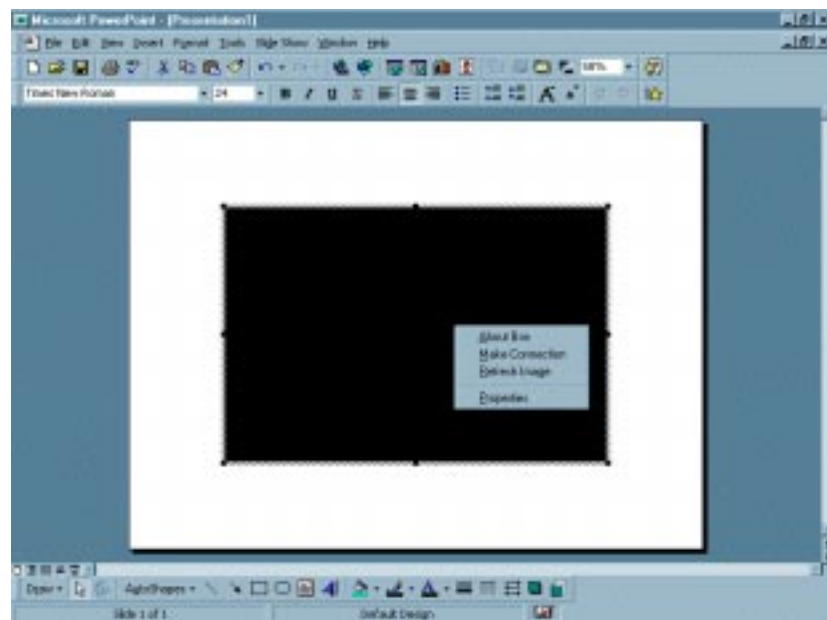 Microsoft PowerPoint - [Presentation1]
File Edit View Insert Format Tools Slide Show Window Help
Times New Roman 24 B I U S
About Box
Make Connection
Refresh Image
Properties
Draw AutoShapes
Slide 1 of 1 Default Design